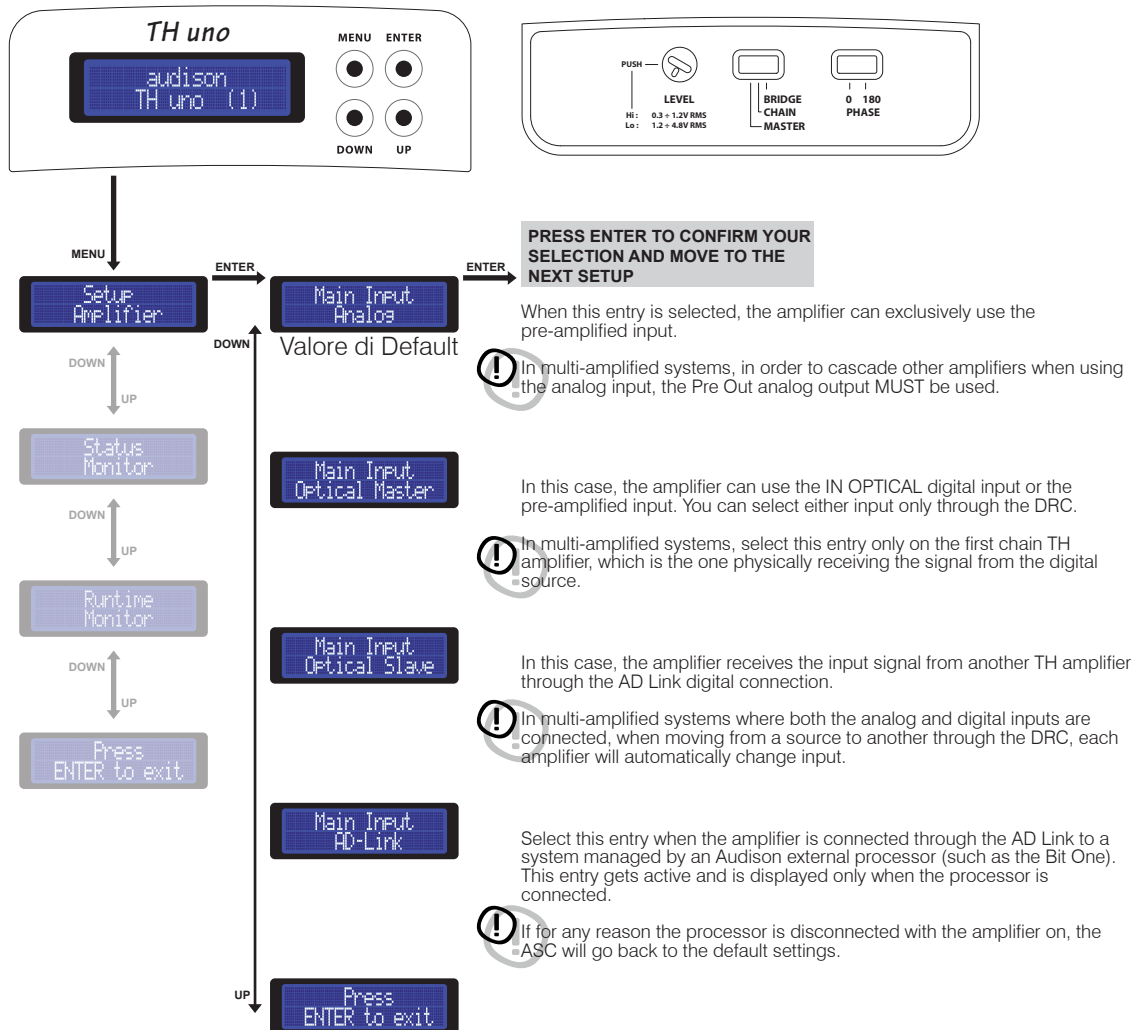 TH uno
audison
TH uno (1)
MENU ENTER
DOWN UP
PUSH
LEVEL
Hi : 0.3 ÷ 1.2V RMS
Lo : 1.2 ÷ 4.8V RMS
BRIDGE
CHAIN
MASTER
0 180
PHASE
MENU
Setup
Amplifier
ENTER
Main Input
Analog
Valore di Default
ENTER
PRESS ENTER TO CONFIRM YOUR
SELECTION AND MOVE TO THE
NEXT SETUP
When this entry is selected, the amplifier can exclusively use the
pre-amplified input.
In multi-amplified systems, in order to cascade other amplifiers when using
the analog input, the Pre Out analog output MUST be used.
DOWN
DOWN
UP
Status
Monitor
Main Input
Optical Master
In this case, the amplifier can use the IN OPTICAL digital input or the
pre-amplified input. You can select either input only through the DRC.
In multi-amplified systems, select this entry only on the first chain TH
amplifier, which is the one physically receiving the signal from the digital
source.
DOWN
UP
Runtime
Monitor
Main Input
Optical Slave
In this case, the amplifier receives the input signal from another TH amplifier
through the AD Link digital connection.
In multi-amplified systems where both the analog and digital inputs are
connected, when moving from a source to another through the DRC, each
amplifier will automatically change input.
DOWN
UP
Press
ENTER to exit
Main Input
AD-Link
Select this entry when the amplifier is connected through the AD Link to a
system managed by an Audison external processor (such as the Bit One).
This entry gets active and is displayed only when the processor is
connected.
If for any reason the processor is disconnected with the amplifier on, the
ASC will go back to the default settings.
UP
Press
ENTER to exit